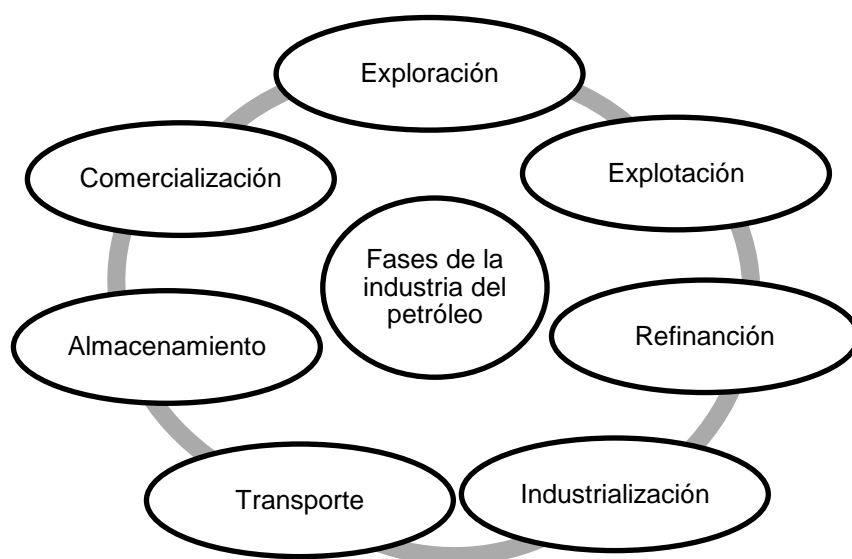 Exploración
Explotación
Refinanción
Industrialización
Transporte
Almacenamiento
Comercialización
Fases de la
industria del
petróleo